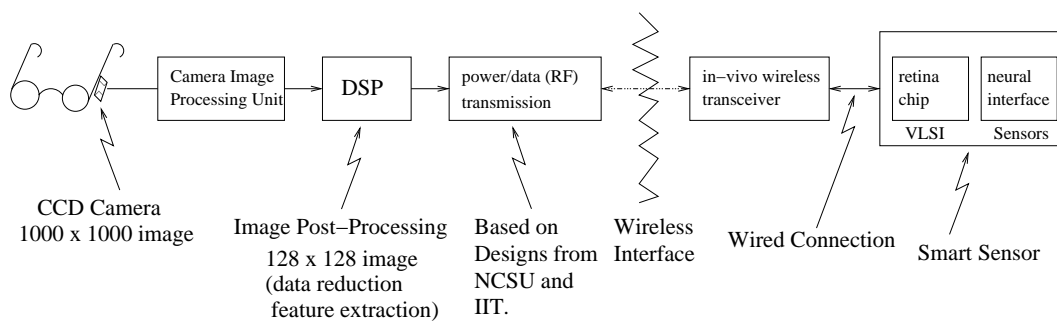 Camera Image
Processing Unit
DSP
power/data (RF)
transmission
in−vivo wireless
transceiver
retina
chip
neural
interface
VLSI
Sensors
CCD Camera
1000 x 1000 image
Image Post−Processing
128 x 128 image
(data reduction
feature extraction)
Based on
Designs from
NCSU and
IIT.
Wireless
Interface
Wired Connection
Smart Sensor